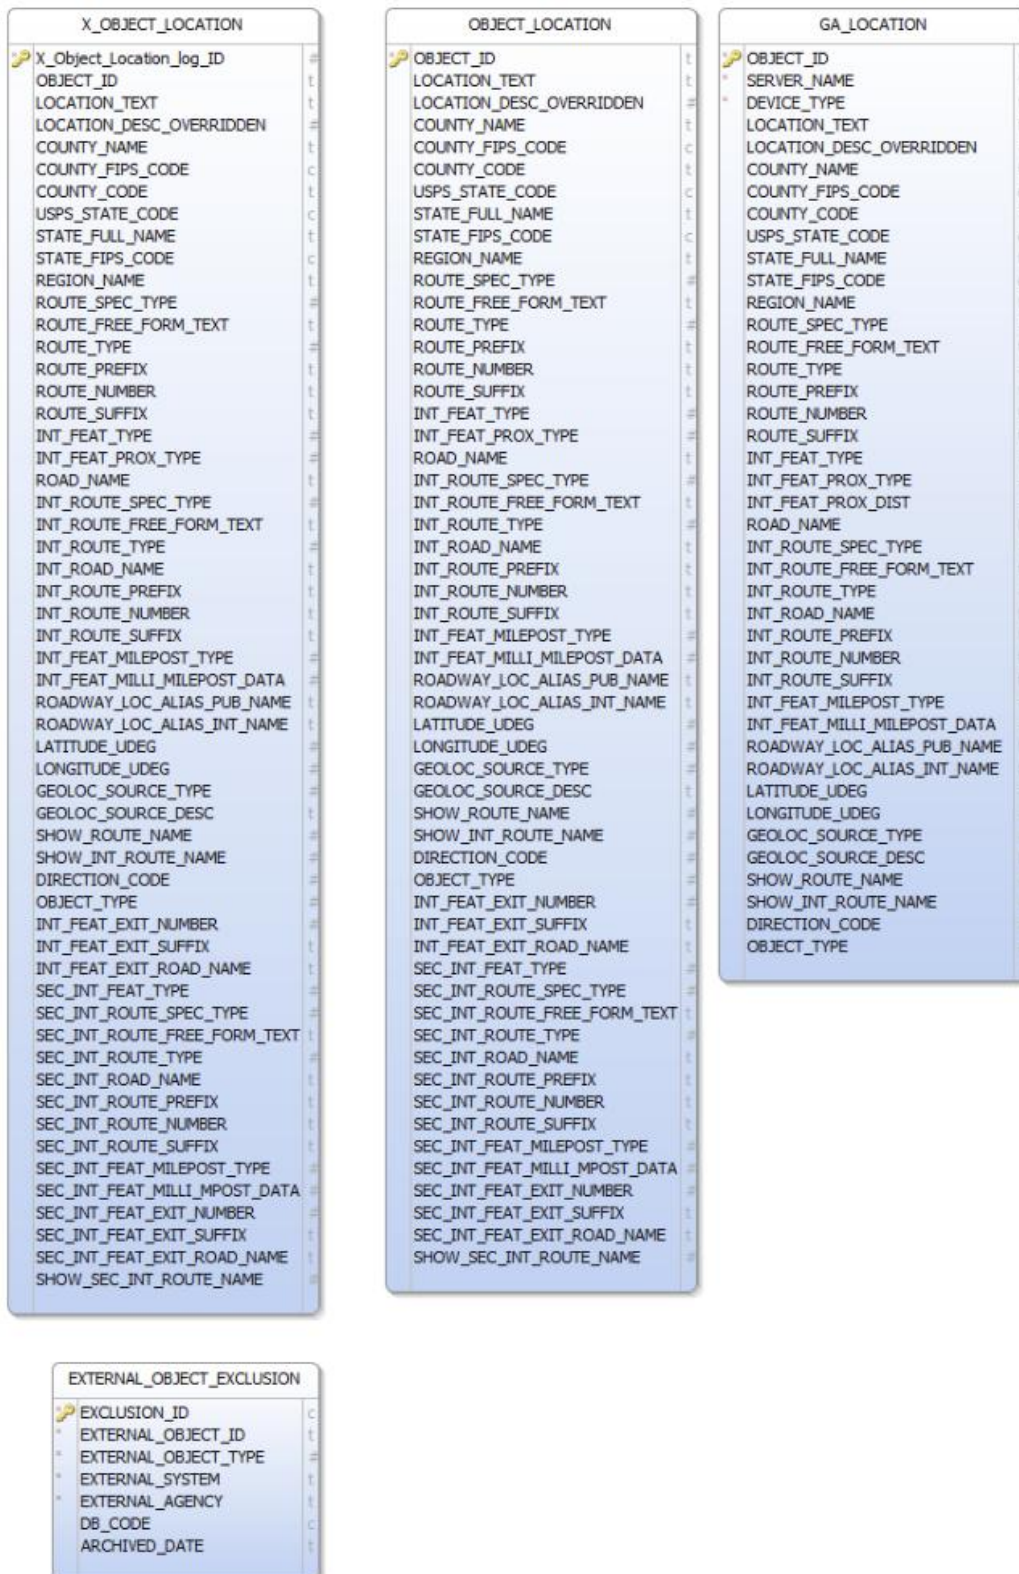 X_OBJECT_LOCATION
X_Object_Location_log_ID #
OBJECT_ID t
LOCATION_TEXT t
LOCATION_DESC_OVERRIDDEN #
COUNTY_NAME t
COUNTY_FIPS_CODE c
COUNTY_CODE t
USPS_STATE_CODE c
STATE_FULL_NAME t
STATE_FIPS_CODE c
REGION_NAME t
ROUTE_SPEC_TYPE #
ROUTE_FREE_FORM_TEXT t
ROUTE_TYPE #
ROUTE_PREFIX t
ROUTE_NUMBER t
ROUTE_SUFFIX t
INT_FEAT_TYPE #
INT_FEAT_PROX_TYPE #
ROAD_NAME t
INT_ROUTE_SPEC_TYPE #
INT_ROUTE_FREE_FORM_TEXT t
INT_ROUTE_TYPE #
INT_ROAD_NAME t
INT_ROUTE_PREFIX t
INT_ROUTE_NUMBER t
INT_ROUTE_SUFFIX t
INT_FEAT_MILEPOST_TYPE #
INT_FEAT_MILLI_MILEPOST_DATA #
ROADWAY_LOC_ALIAS_PUB_NAME t
ROADWAY_LOC_ALIAS_INT_NAME t
LATITUDE_UDEG #
LONGITUDE_UDEG #
GEOLOC_SOURCE_TYPE #
GEOLOC_SOURCE_DESC t
SHOW_ROUTE_NAME #
SHOW_INT_ROUTE_NAME #
DIRECTION_CODE #
OBJECT_TYPE #
INT_FEAT_EXIT_NUMBER #
INT_FEAT_EXIT_SUFFIX t
INT_FEAT_EXIT_ROAD_NAME t
SEC_INT_FEAT_TYPE #
SEC_INT_ROUTE_SPEC_TYPE #
SEC_INT_ROUTE_FREE_FORM_TEXT t
SEC_INT_ROUTE_TYPE #
SEC_INT_ROAD_NAME t
SEC_INT_ROUTE_PREFIX t
SEC_INT_ROUTE_NUMBER t
SEC_INT_ROUTE_SUFFIX t
SEC_INT_FEAT_MILEPOST_TYPE #
SEC_INT_FEAT_MILLI_MPOST_DATA #
SEC_INT_FEAT_EXIT_NUMBER #
SEC_INT_FEAT_EXIT_SUFFIX t
SEC_INT_FEAT_EXIT_ROAD_NAME t
SHOW_SEC_INT_ROUTE_NAME #
OBJECT_LOCATION
OBJECT_ID t
LOCATION_TEXT t
LOCATION_DESC_OVERRIDDEN #
COUNTY_NAME t
COUNTY_FIPS_CODE c
COUNTY_CODE t
USPS_STATE_CODE c
STATE_FULL_NAME t
STATE_FIPS_CODE c
REGION_NAME t
ROUTE_SPEC_TYPE #
ROUTE_FREE_FORM_TEXT t
ROUTE_TYPE #
ROUTE_PREFIX t
ROUTE_NUMBER t
ROUTE_SUFFIX t
INT_FEAT_TYPE #
INT_FEAT_PROX_TYPE #
ROAD_NAME t
INT_ROUTE_SPEC_TYPE #
INT_ROUTE_FREE_FORM_TEXT t
INT_ROUTE_TYPE #
INT_ROAD_NAME t
INT_ROUTE_PREFIX t
INT_ROUTE_NUMBER t
INT_ROUTE_SUFFIX t
INT_FEAT_MILEPOST_TYPE #
INT_FEAT_MILLI_MILEPOST_DATA #
ROADWAY_LOC_ALIAS_PUB_NAME t
ROADWAY_LOC_ALIAS_INT_NAME t
LATITUDE_UDEG #
LONGITUDE_UDEG #
GEOLOC_SOURCE_TYPE #
GEOLOC_SOURCE_DESC t
SHOW_ROUTE_NAME #
SHOW_INT_ROUTE_NAME #
DIRECTION_CODE #
OBJECT_TYPE #
INT_FEAT_EXIT_NUMBER #
INT_FEAT_EXIT_SUFFIX t
INT_FEAT_EXIT_ROAD_NAME t
SEC_INT_FEAT_TYPE #
SEC_INT_ROUTE_SPEC_TYPE #
SEC_INT_ROUTE_FREE_FORM_TEXT t
SEC_INT_ROUTE_TYPE #
SEC_INT_ROAD_NAME t
SEC_INT_ROUTE_PREFIX t
SEC_INT_ROUTE_NUMBER t
SEC_INT_ROUTE_SUFFIX t
SEC_INT_FEAT_MILEPOST_TYPE #
SEC_INT_FEAT_MILLI_MPOST_DATA #
SEC_INT_FEAT_EXIT_NUMBER #
SEC_INT_FEAT_EXIT_SUFFIX t
SEC_INT_FEAT_EXIT_ROAD_NAME t
SHOW_SEC_INT_ROUTE_NAME #
GA_LOCATION
OBJECT_ID
* SERVER_NAME
* DEVICE_TYPE
LOCATION_TEXT
LOCATION_DESC_OVERRIDDEN
COUNTY_NAME
COUNTY_FIPS_CODE
COUNTY_CODE
USPS_STATE_CODE
STATE_FULL_NAME
STATE_FIPS_CODE
REGION_NAME
ROUTE_SPEC_TYPE
ROUTE_FREE_FORM_TEXT
ROUTE_TYPE
ROUTE_PREFIX
ROUTE_NUMBER
ROUTE_SUFFIX
INT_FEAT_TYPE
INT_FEAT_PROX_TYPE
INT_FEAT_PROX_DIST
ROAD_NAME
INT_ROUTE_SPEC_TYPE
INT_ROUTE_FREE_FORM_TEXT
INT_ROUTE_TYPE
INT_ROAD_NAME
INT_ROUTE_PREFIX
INT_ROUTE_NUMBER
INT_ROUTE_SUFFIX
INT_FEAT_MILEPOST_TYPE
INT_FEAT_MILLI_MILEPOST_DATA
ROADWAY_LOC_ALIAS_PUB_NAME
ROADWAY_LOC_ALIAS_INT_NAME
LATITUDE_UDEG
LONGITUDE_UDEG
GEOLOC_SOURCE_TYPE
GEOLOC_SOURCE_DESC
SHOW_ROUTE_NAME
SHOW_INT_ROUTE_NAME
DIRECTION_CODE
OBJECT_TYPE
EXTERNAL_OBJECT_EXCLUSION
EXCLUSION_ID c
* EXTERNAL_OBJECT_ID t
* EXTERNAL_OBJECT_TYPE #
* EXTERNAL_SYSTEM t
* EXTERNAL_AGENCY t
DB_CODE c
ARCHIVED_DATE t